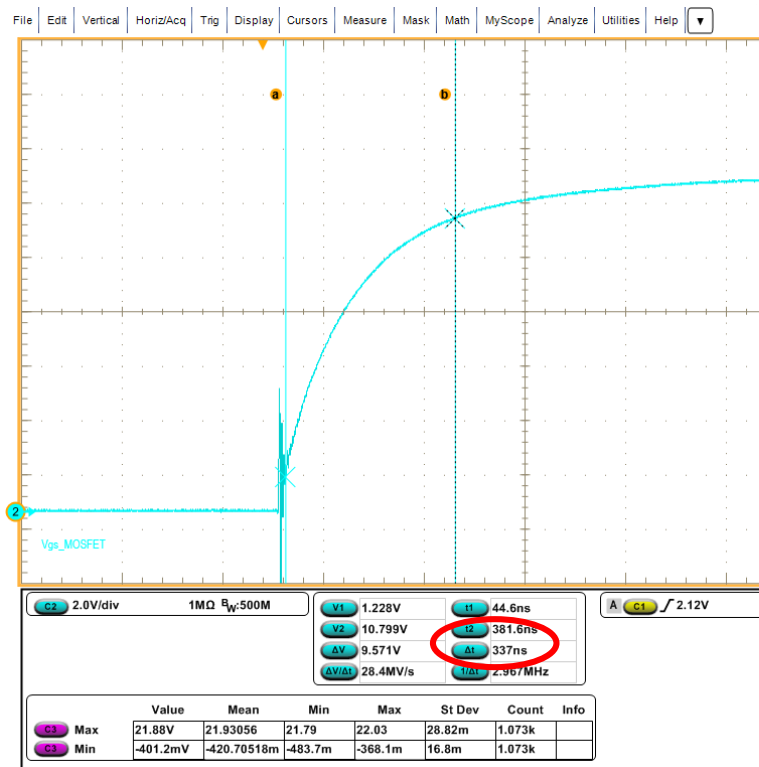 File Edit Vertical Horiz/Acq Trig Display Cursors Measure Mask Math MyScope Analyze Utilities Help
a b
2
Vgs_MOSFET
C2 2.0V/div 1MΩ BW:500M
V1 1.228V t1 44.6ns
V2 10.799V t2 381.6ns
ΔV 9.571V Δt 337ns
ΔV/Δt 28.4MV/s 1/Δt 2.967MHz
A C1 2.12V
Value Mean Min Max St Dev Count Info
C3 Max 21.88V 21.93056 21.79 22.03 28.82m 1.073k
C3 Min -401.2mV -420.70518m -483.7m -368.1m 16.8m 1.073k